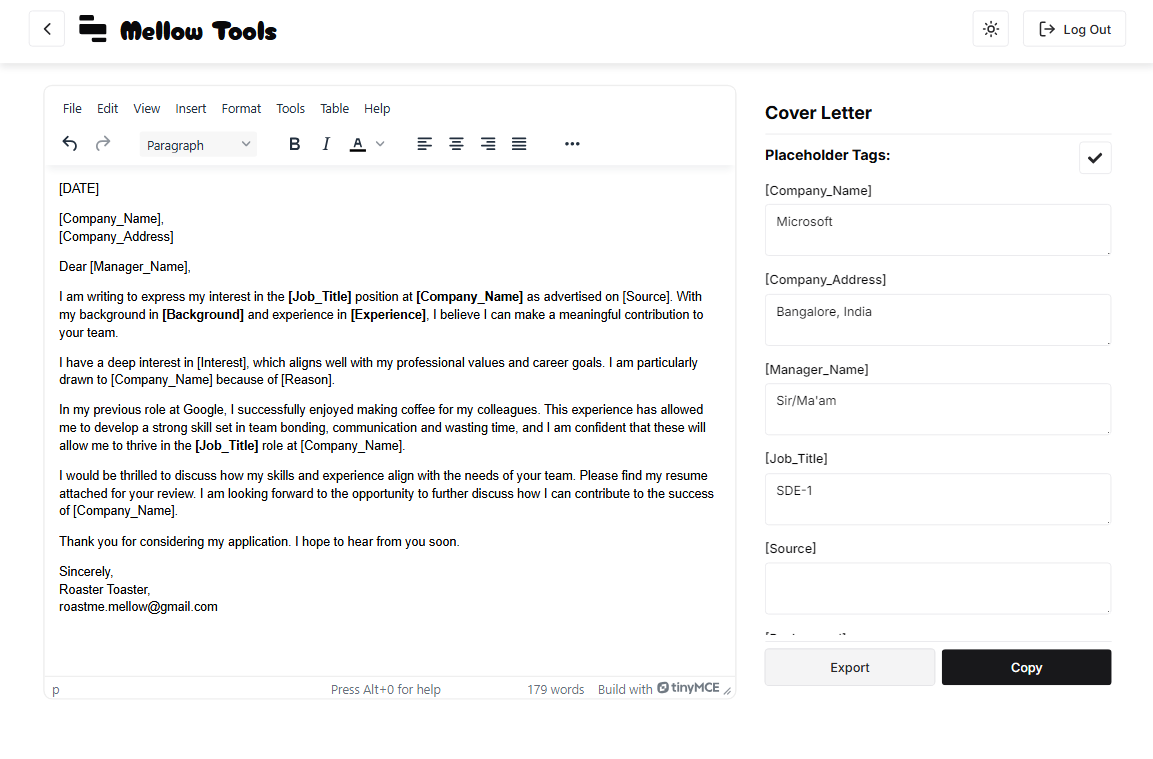 Mellow Tools
Log Out
File Edit View Insert Format Tools Table Help
Paragraph B I A
[DATE]
[Company_Name],
[Company_Address]
Dear [Manager_Name],
I am writing to express my interest in the [Job_Title] position at [Company_Name] as advertised on [Source]. With
my background in [Background] and experience in [Experience], I believe I can make a meaningful contribution to
your team.
I have a deep interest in [Interest], which aligns well with my professional values and career goals. I am particularly
drawn to [Company_Name] because of [Reason].
In my previous role at Google, I successfully enjoyed making coffee for my colleagues. This experience has allowed
me to develop a strong skill set in team bonding, communication and wasting time, and I am confident that these will
allow me to thrive in the [Job_Title] role at [Company_Name].
I would be thrilled to discuss how my skills and experience align with the needs of your team. Please find my resume
attached for your review. I am looking forward to the opportunity to further discuss how I can contribute to the success
of [Company_Name].
Thank you for considering my application. I hope to hear from you soon.
Sincerely,
Roaster Toaster,
roastme.mellow@gmail.com
p Press Alt+0 for help 179 words Build with tinyMCE
Cover Letter
Placeholder Tags:
[Company_Name]
Microsoft
[Company_Address]
Bangalore, India
[Manager_Name]
Sir/Ma'am
[Job_Title]
SDE-1
[Source]
Export Copy